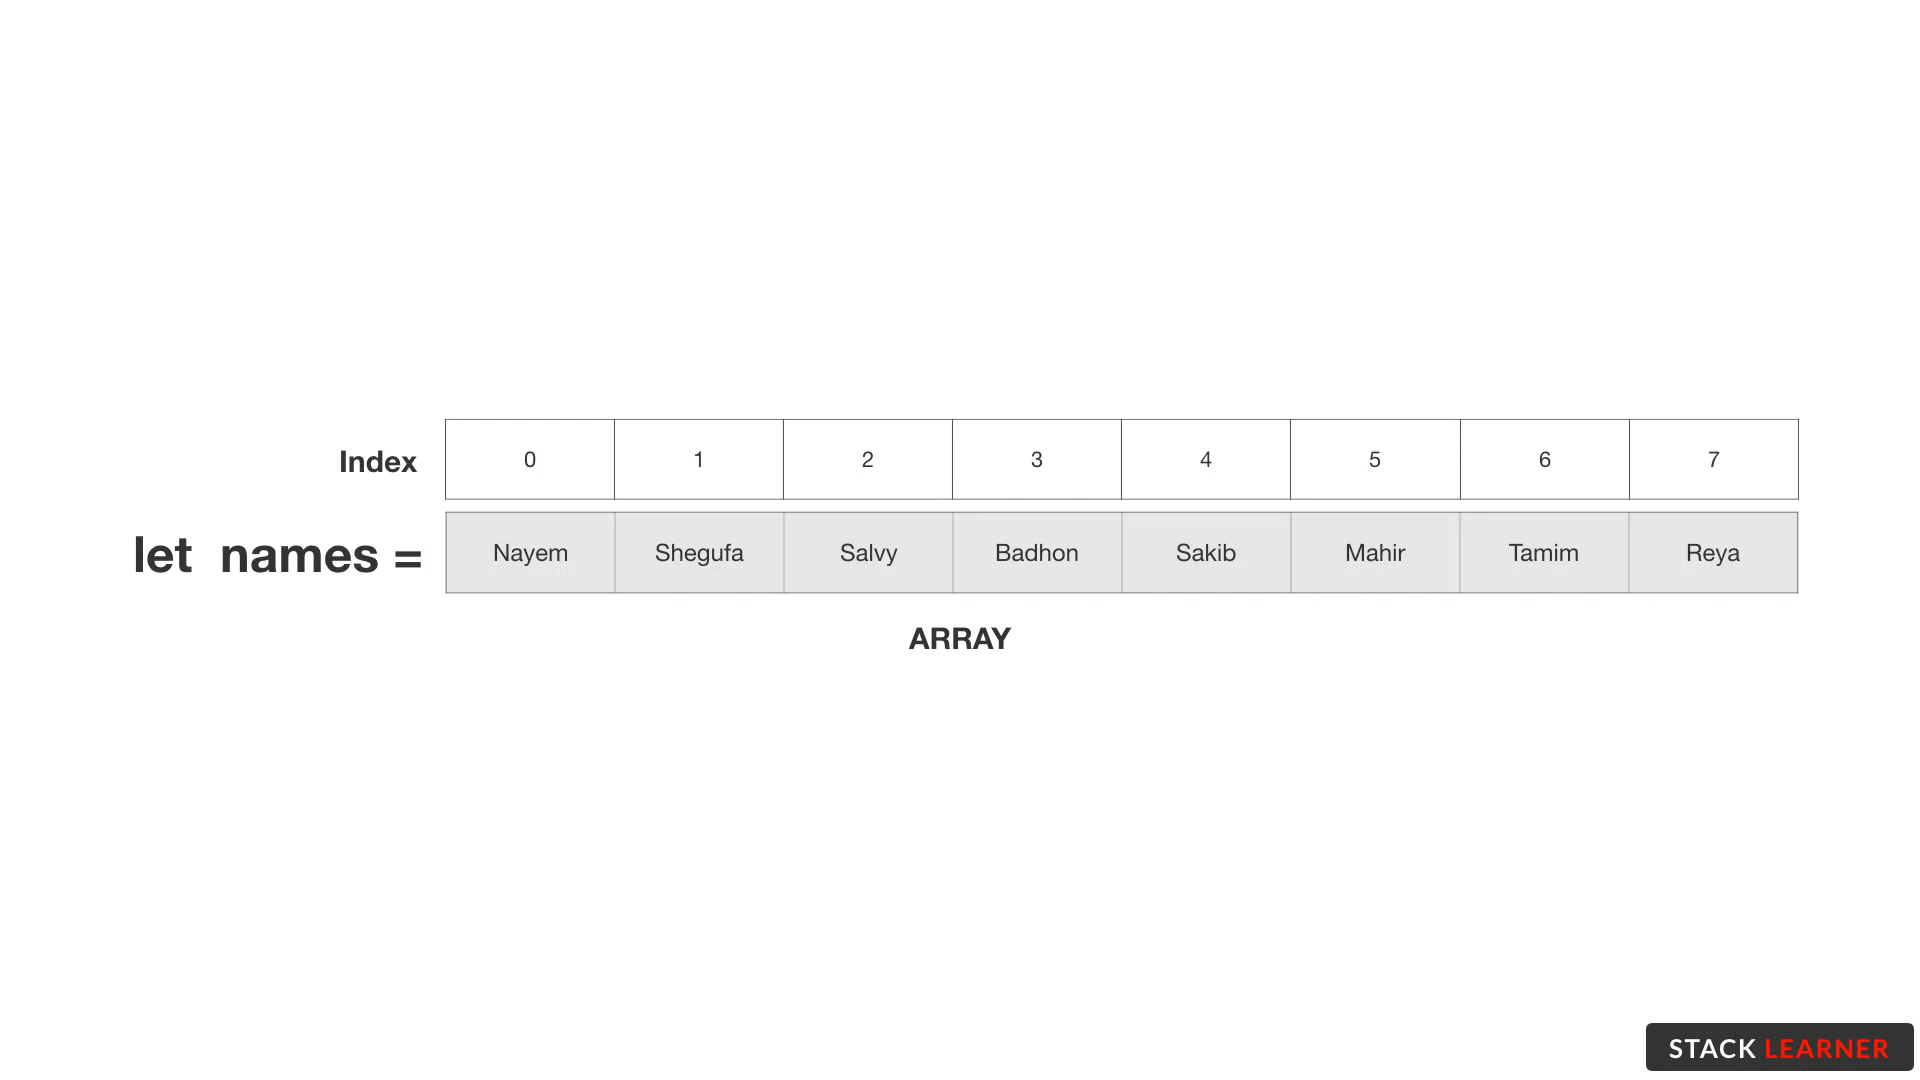 Index 0 1 2 3 4 5 6 7
let names = Nayem Shegufa Salvy Badhon Sakib Mahir Tamim Reya
ARRAY
STACK LEARNER